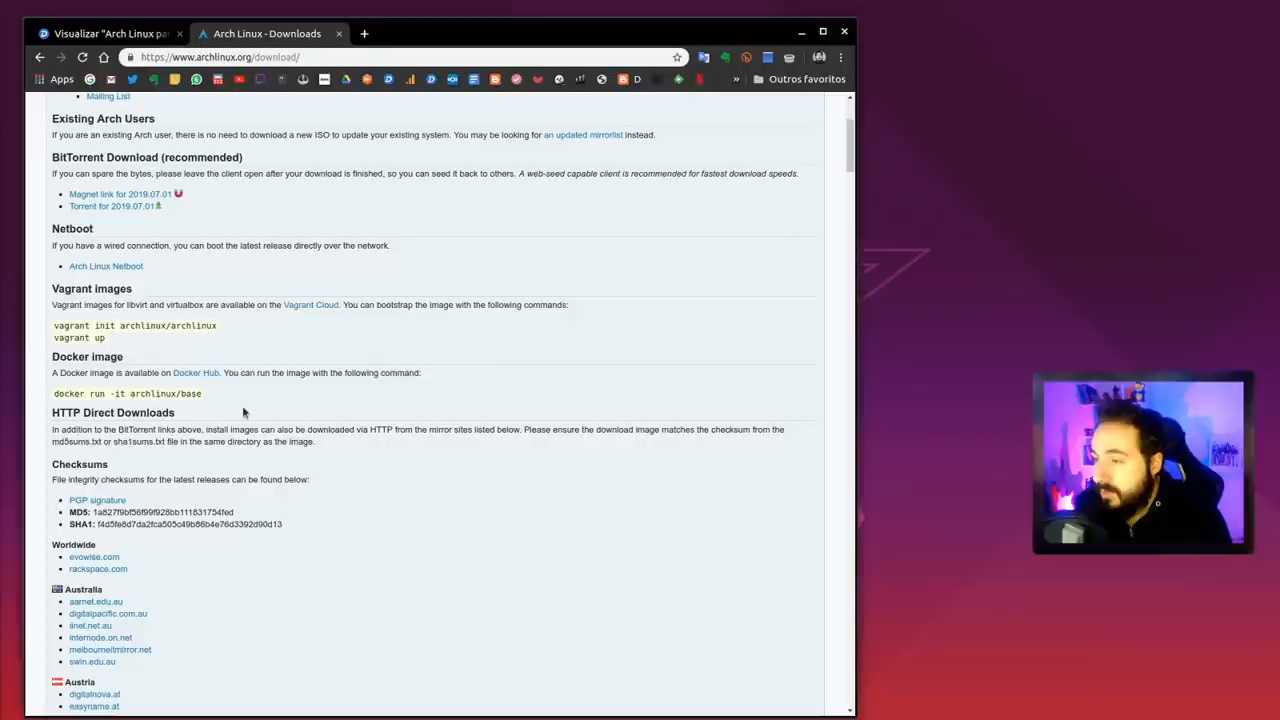 Visualizar "Arch Linux pa
Arch Linux - Downloads
https://www.archlinux.org/download/
Apps
D
»
Outros favoritos
Mailing List
Existing Arch Users
If you are an existing Arch user, there is no need to download a new ISO to update your existing system. You may be looking for an updated mirrorlist instead.
BitTorrent Download (recommended)
If you can spare the bytes, please leave the client open after your download is finished, so you can seed it back to others. A web-seed capable client is recommended for fastest download speeds.
Magnet link for 2019.07.01
Torrent for 2019.07.01
Netboot
If you have a wired connection, you can boot the latest release directly over the network.
Arch Linux Netboot
Vagrant images
Vagrant images for libvirt and virtualbox are available on the Vagrant Cloud. You can bootstrap the image with the following commands:
vagrant init archlinux/archlinux
vagrant up
Docker image
A Docker image is available on Docker Hub. You can run the image with the following command:
docker run -it archlinux/base
HTTP Direct Downloads
In addition to the BitTorrent links above, install images can also be downloaded via HTTP from the mirror sites listed below. Please ensure the download image matches the checksum from the
md5sums.txt or sha1sums.txt file in the same directory as the image.
Checksums
File integrity checksums for the latest releases can be found below:
PGP signature
MD5: 1a827f9bf56f99f928bb111831754fed
SHA1: f4d5fe8d7da2fca505c49b86b4e76d3392d90d13
Worldwide
evowise.com
rackspace.com
Australia
aarnet.edu.au
digitalpacific.com.au
iinet.net.au
internode.on.net
melbourneitmirror.net
swin.edu.au
Austria
digitalnova.at
easyname.at